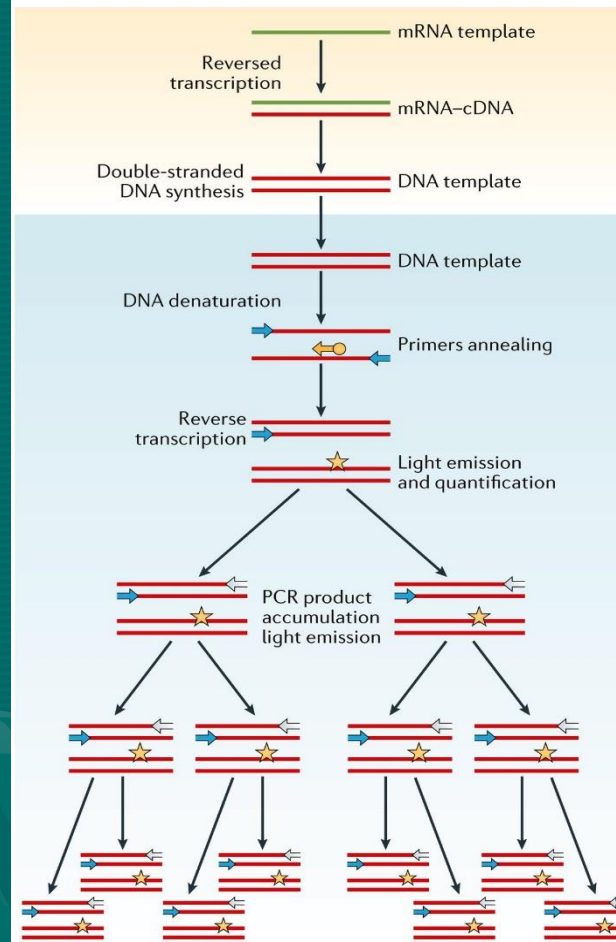 mRNA template
Reversed
transcription
mRNA–cDNA
Double-stranded
DNA synthesis
DNA template
DNA template
DNA denaturation
Primers annealing
Reverse
transcription
Light emission
and quantification
PCR product
accumulation
light emission